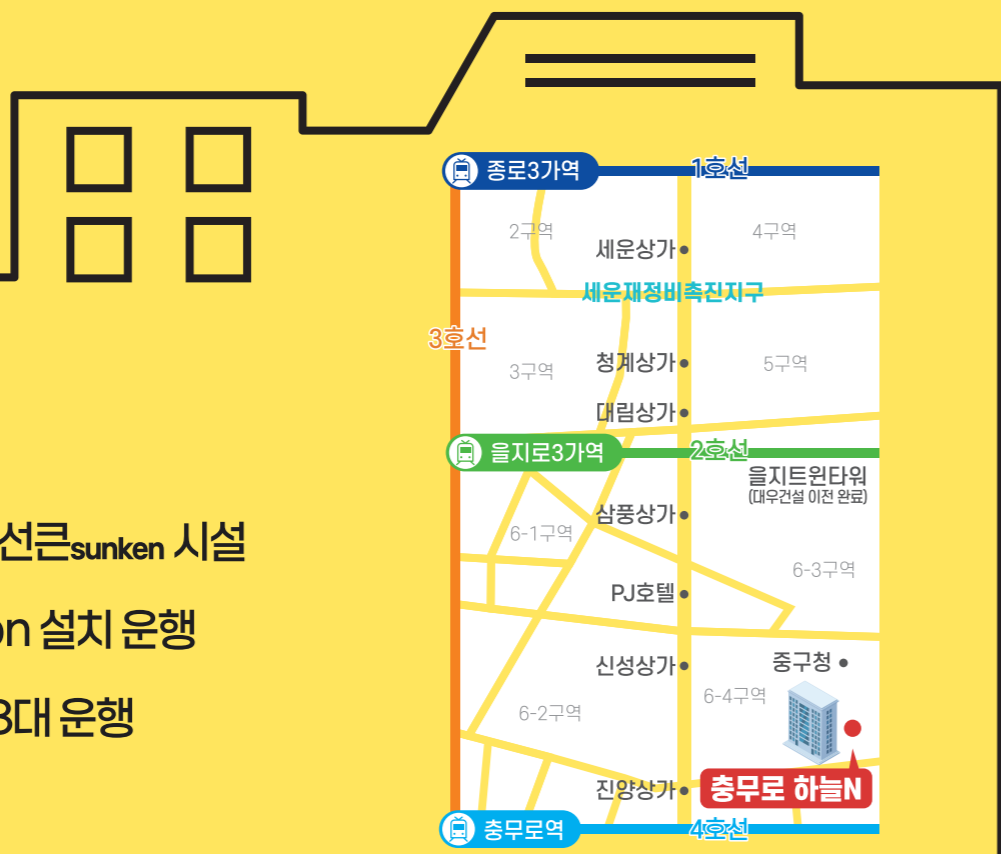 종로3가역
1호선
2구역
4구역
세운상가
세운재정비촉진지구
3호선
청계상가
3구역
5구역
대림상가
을지로3가역
2호선
을지트윈타워
(대우건설 이전 완료)
삼풍상가
6-1구역
6-3구역
PJ호텔
신성상가
중구청
6-4구역
6-2구역
진양상가
충무로 하늘N
충무로역
4호선
선큰sunken 시설
on 설치 운행
3대 운행